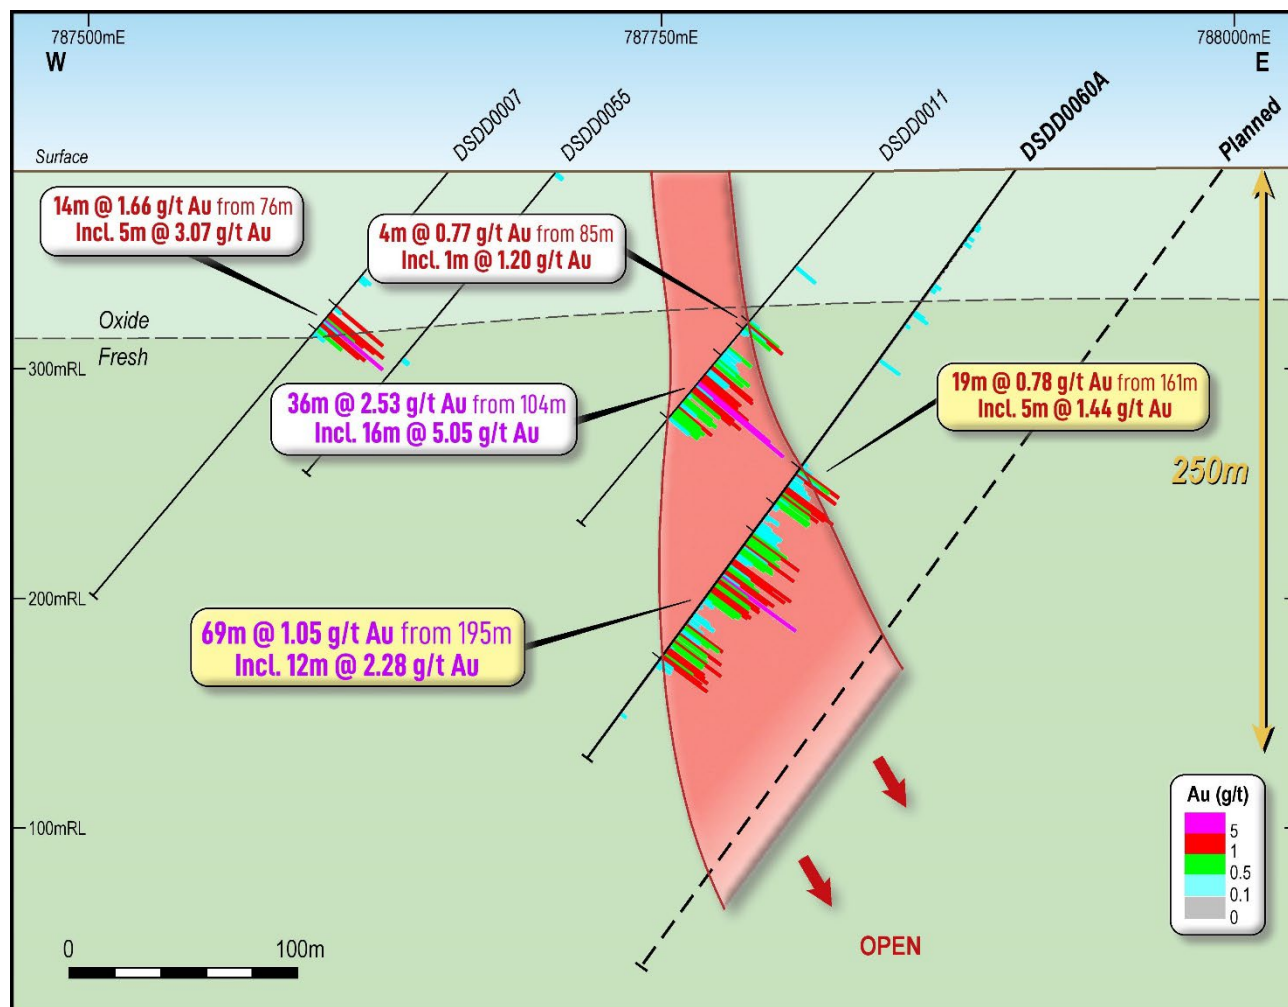 787500mE
787750mE
788000mE
W
E
DSDD0007
DSDD0055
DSDD0011
DSDD0060A
Planned
Surface
14m @ 1.66 g/t Au from 76m
Incl. 5m @ 3.07 g/t Au
4m @ 0.77 g/t Au from 85m
Incl. 1m @ 1.20 g/t Au
Oxide
Fresh
300mRL
36m @ 2.53 g/t Au from 104m
Incl. 16m @ 5.05 g/t Au
19m @ 0.78 g/t Au from 161m
Incl. 5m @ 1.44 g/t Au
250m
200mRL
69m @ 1.05 g/t Au from 195m
Incl. 12m @ 2.28 g/t Au
100mRL
Au (g/t)
5
1
0.5
0.1
0
OPEN
0 100m